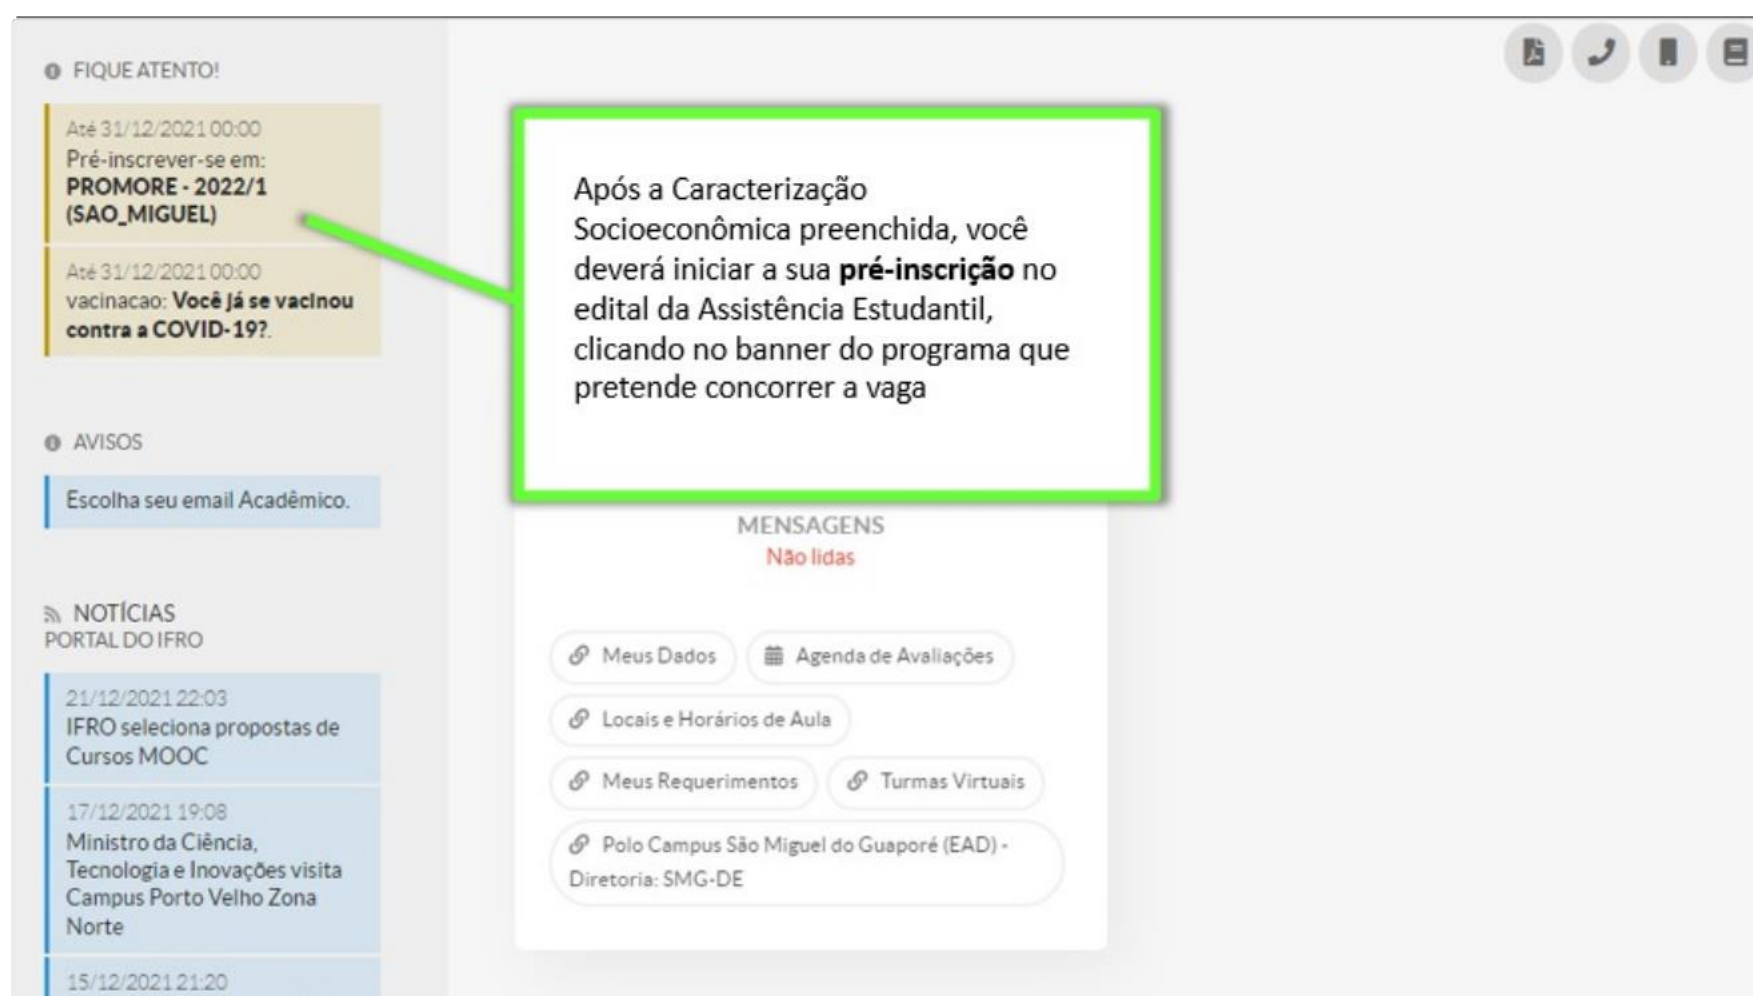 FIQUE ATENTO!
Até 31/12/2021 00:00
Pré-inscrever-se em:
PROMORE - 2022/1
(SAO_MIGUEL)
Até 31/12/2021 00:00
vacinacao: Você já se vacinou
contra a COVID-19?.
AVISOS
Escolha seu email Acadêmico.
NOTÍCIAS
PORTAL DO IFRO
21/12/2021 22:03
IFRO seleciona propostas de
Cursos MOOC
17/12/2021 19:08
Ministro da Ciência,
Tecnologia e Inovações visita
Campus Porto Velho Zona
Norte
15/12/2021 21:20
Após a Caracterização
Socioeconômica preenchida, você
deverá iniciar a sua pré-inscrição no
edital da Assistência Estudantil,
clicando no banner do programa que
pretende concorrer a vaga
MENSAGENS
Não lidas
Meus Dados
Agenda de Avaliações
Locais e Horários de Aula
Meus Requerimentos
Turmas Virtuais
Polo Campus São Miguel do Guaporé (EAD) -
Diretoria: SMG-DE